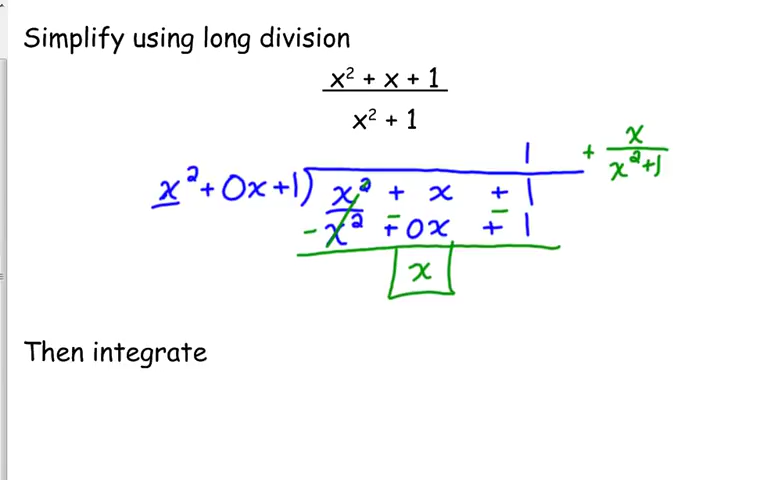 Simplify using long division
x² + x + 1
x² + 1
1 + x
x²+1
x²+0x+1) x² + x + 1
- x² + 0x + 1
x
Then integrate